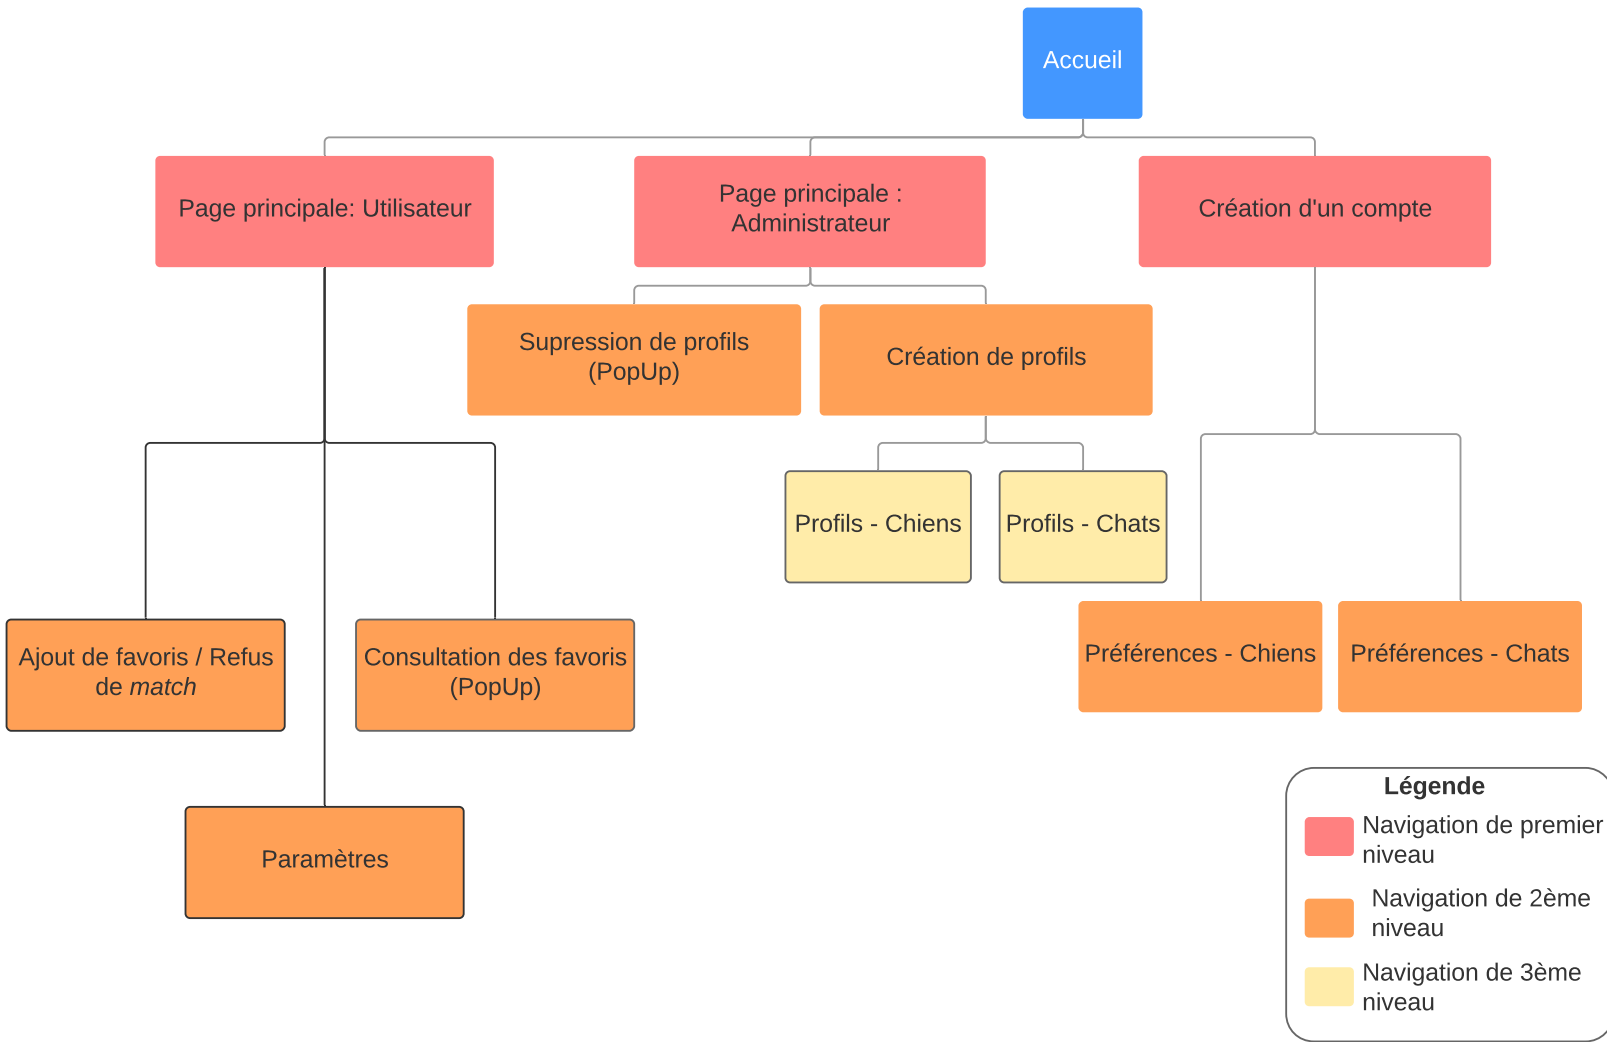 Accueil
Page principale: Utilisateur
Page principale :
Administrateur
Création d'un compte
Supression de profils
(PopUp)
Création de profils
Profils - Chiens
Profils - Chats
Ajout de favoris / Refus
de match
Consultation des favoris
(PopUp)
Préférences - Chiens
Préférences - Chats
Paramètres
Légende
Navigation de premier
niveau
Navigation de 2ème
niveau
Navigation de 3ème
niveau